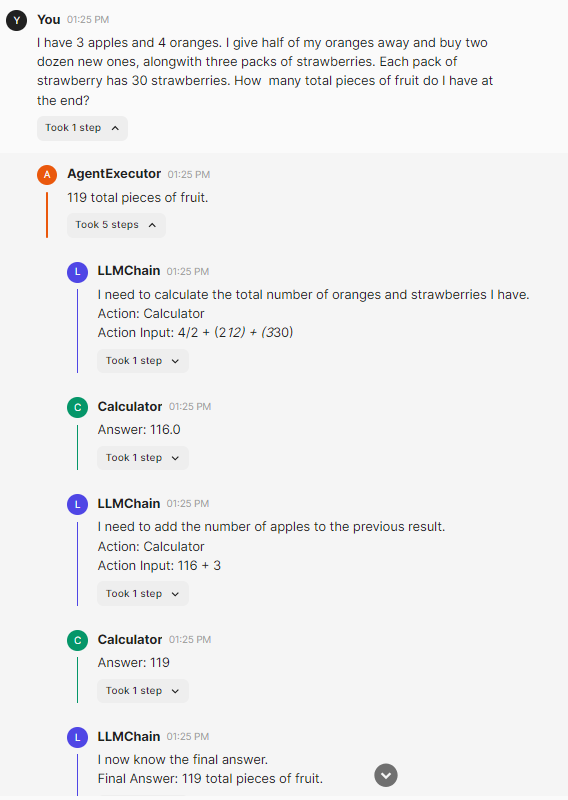 Y You 01:25 PM
I have 3 apples and 4 oranges. I give half of my oranges away and buy two
dozen new ones, alongwith three packs of strawberries. Each pack of
strawberry has 30 strawberries. How many total pieces of fruit do I have at
the end?
Took 1 step
A AgentExecutor 01:25 PM
119 total pieces of fruit.
Took 5 steps
L LLMChain 01:25 PM
I need to calculate the total number of oranges and strawberries I have.
Action: Calculator
Action Input: 4/2 + (212) + (330)
Took 1 step
C Calculator 01:25 PM
Answer: 116.0
Took 1 step
L LLMChain 01:25 PM
I need to add the number of apples to the previous result.
Action: Calculator
Action Input: 116 + 3
Took 1 step
C Calculator 01:25 PM
Answer: 119
Took 1 step
L LLMChain 01:25 PM
I now know the final answer.
Final Answer: 119 total pieces of fruit.